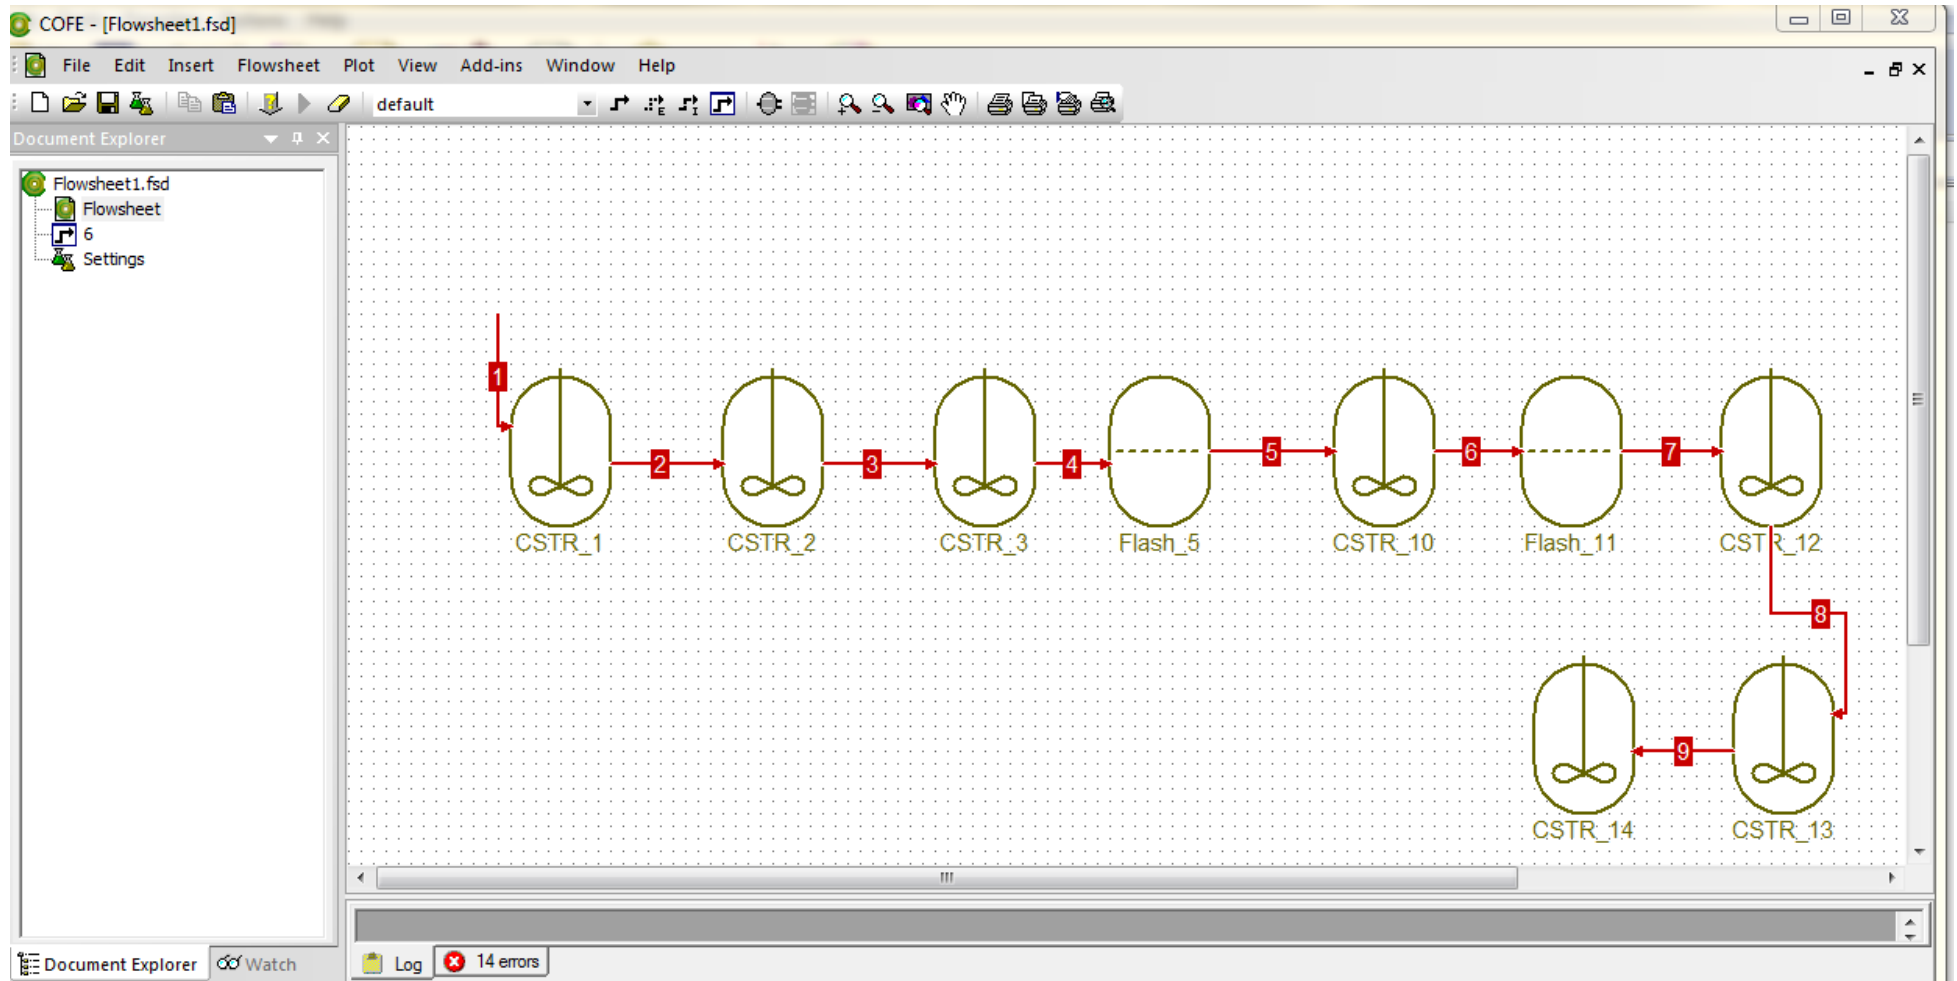 COFE - [Flowsheet1.fsd]
File Edit Insert Flowsheet Plot View Add-ins Window Help
default
Document Explorer
Flowsheet1.fsd
Flowsheet
6
Settings
1
2
3
4
5
6
7
CSTR_1
CSTR_2
CSTR_3
Flash_5
CSTR_10
Flash_11
CSTR_12
8
9
CSTR_14
CSTR_13
Document Explorer
Watch
Log
14 errors